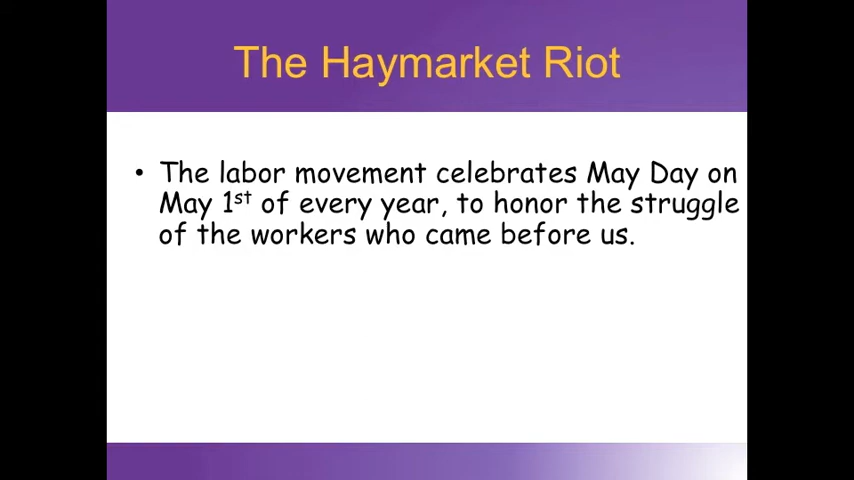 The Haymarket Riot
• The labor movement celebrates May Day on
May 1st of every year, to honor the struggle
of the workers who came before us.